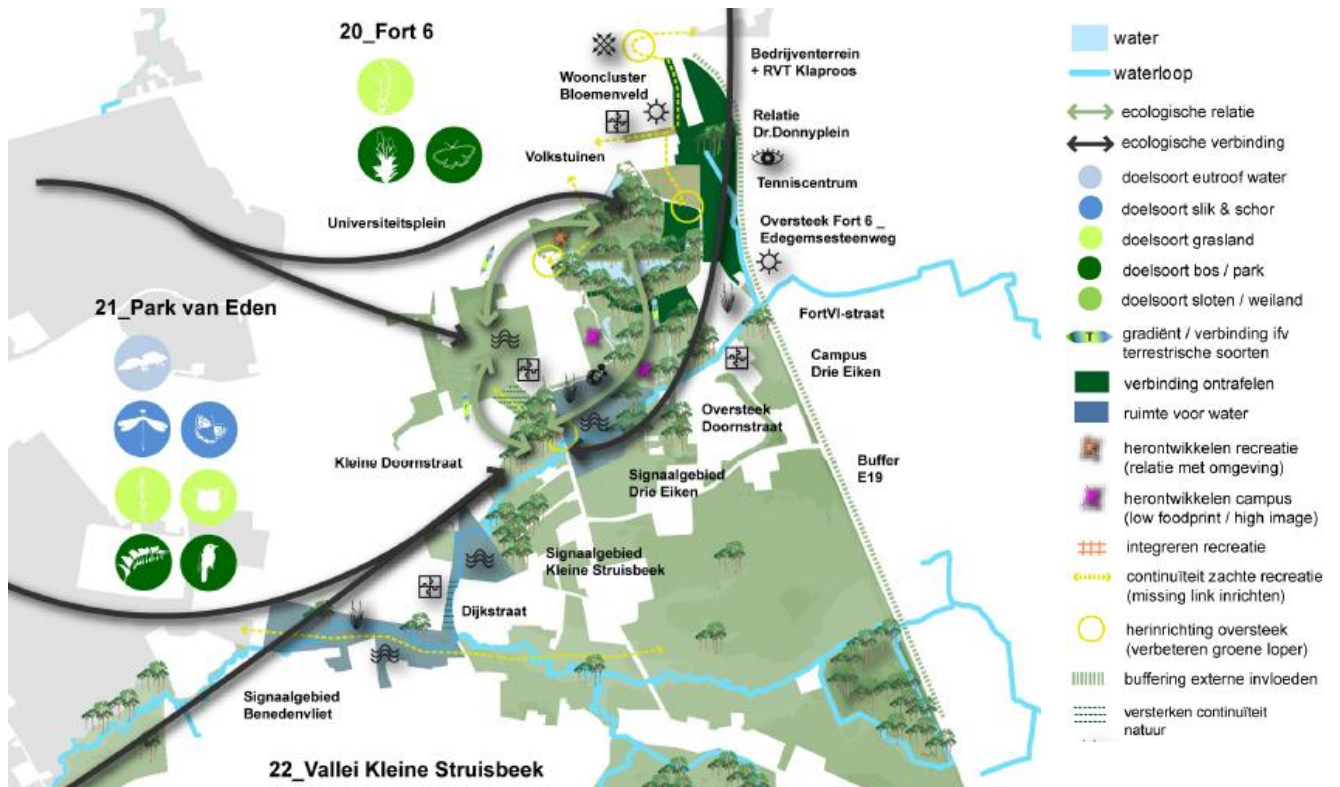 20_Fort 6
Wooncluster
Bloemenveld
Bedrijventerrein
+ RVT Klaproos
Relatie
Dr.Donnyplein
Volkstuinen
Tenniscentrum
Universiteitsplein
Oversteek Fort 6 _
Edegemsesteenweg
21_Park van Eden
FortVI-straat
Campus
Drie Eiken
Oversteek
Doornstraat
Kleine Doornstraat
Signaalgebied
Drie Eiken
Buffer
E19
Signaalgebied
Kleine Struisbeek
Dijkstraat
Signaalgebied
Benedenvliet
22_Vallei Kleine Struisbeek
water
waterloop
ecologische relatie
ecologische verbinding
doelsoort eutroof water
doelsoort slik & schor
doelsoort grasland
doelsoort bos / park
doelsoort sloten / weiland
T
gradiënt / verbinding ifv
terrestrische soorten
verbinding ontrafelen
ruimte voor water
herontwikkelen recreatie
(relatie met omgeving)
herontwikkelen campus
(low foodprint / high image)
integreren recreatie
continuïteit zachte recreatie
(missing link inrichten)
herinrichting oversteek
(verbeteren groene loper)
buffering externe invloeden
versterken continuïteit
natuur